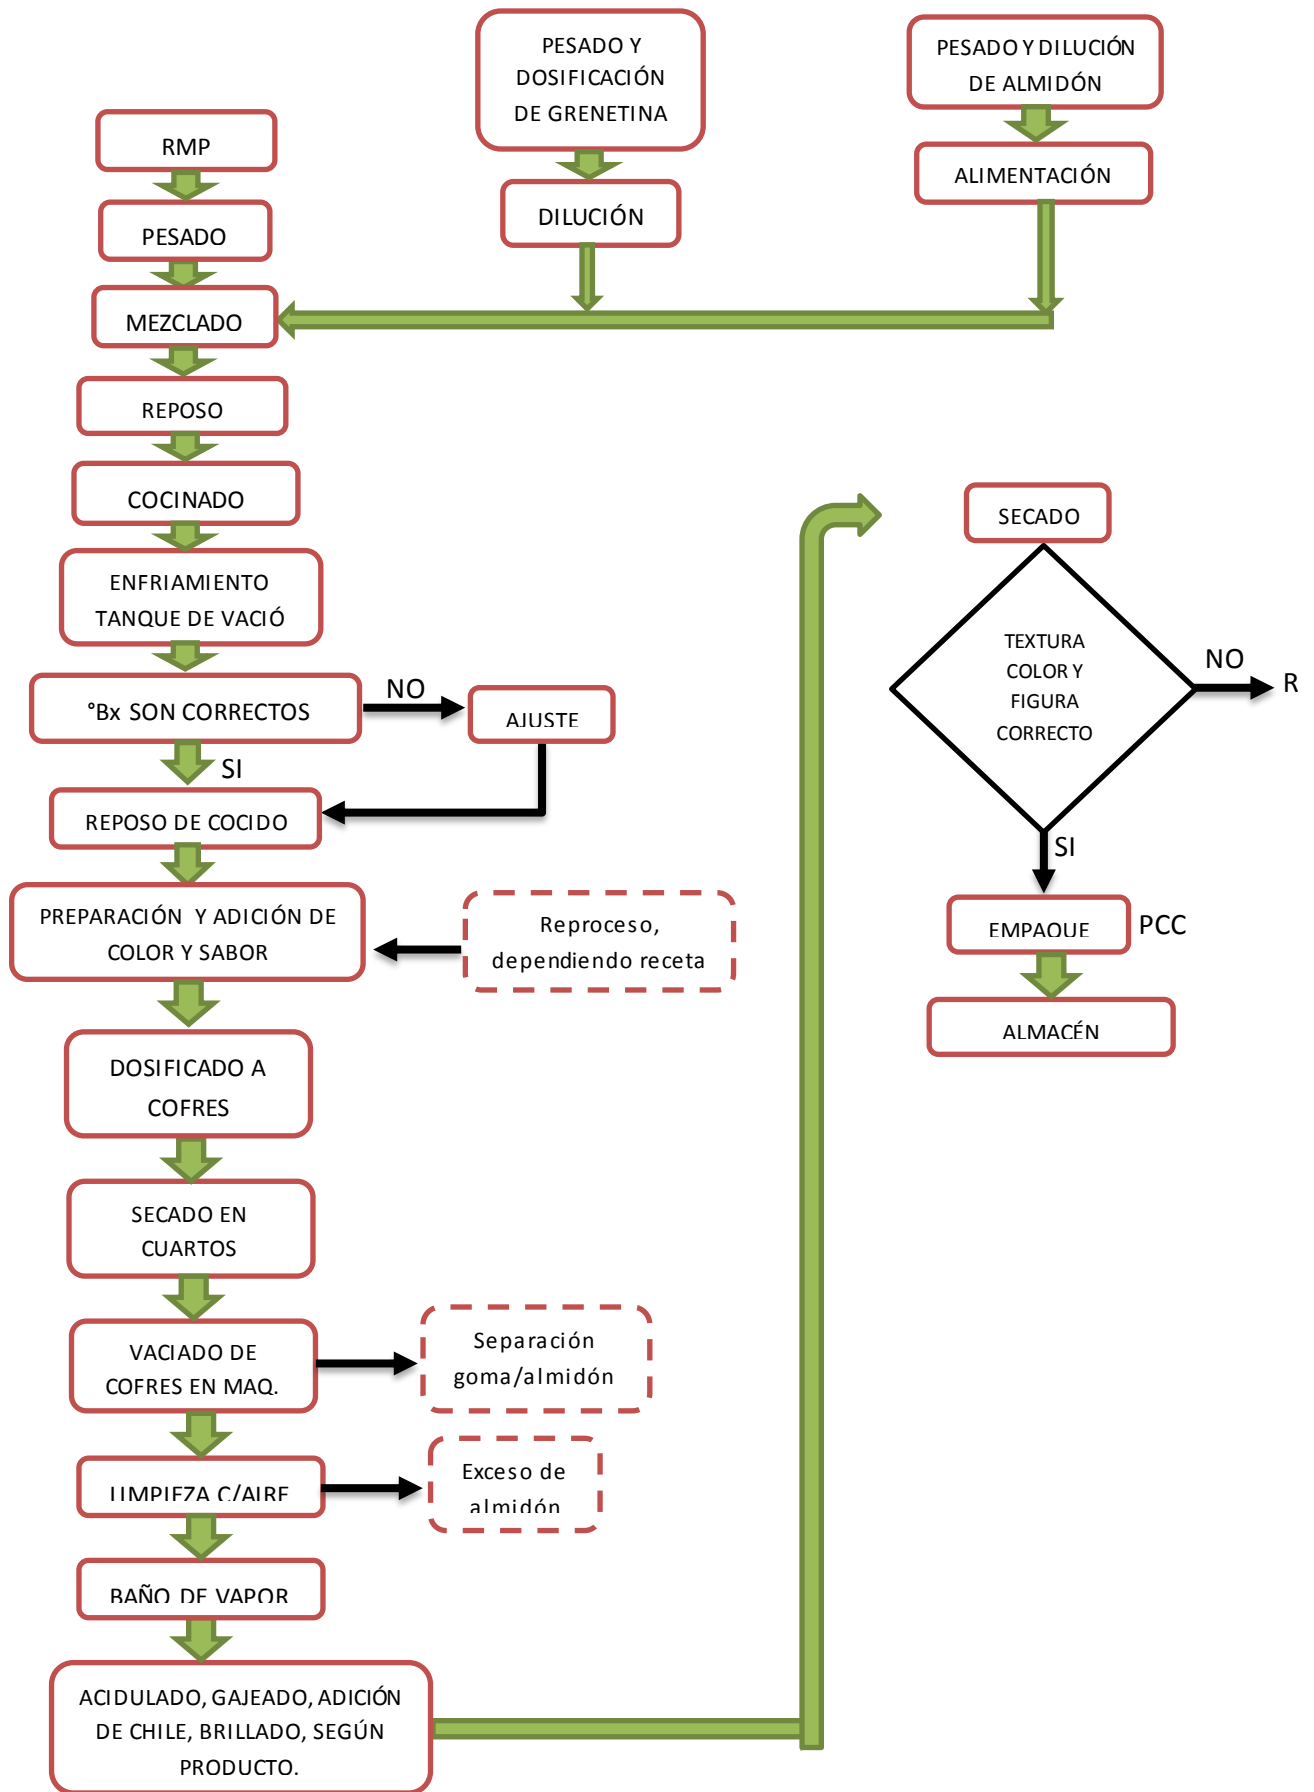 PESADO Y
DOSIFICACIÓN
DE GRENETINA
PESADO Y DILUCIÓN
DE ALMIDÓN
RMP
ALIMENTACIÓN
DILUCIÓN
PESADO
MEZCLADO
REPOSO
COCINADO
ENFRIAMIENTO
TANQUE DE VACIÓ
°Bx SON CORRECTOS
NO
AJUSTE
SI
REPOSO DE COCIDO
PREPARACIÓN Y ADICIÓN DE
COLOR Y SABOR
Reproceso,
dependiendo receta
DOSIFICADO A
COFRES
SECADO EN
CUARTOS
VACIADO DE
COFRES EN MAQ.
Separación
goma/almidón
LIMPIEZA C/AIRE
Exceso de
almidón
BAÑO DE VAPOR
ACIDULADO, GAJEADO, ADICIÓN
DE CHILE, BRILLADO, SEGÚN
PRODUCTO.
SECADO
TEXTURA
COLOR Y
FIGURA
CORRECTO
NO
R
SI
EMPAQUE
PCC
ALMACÉN